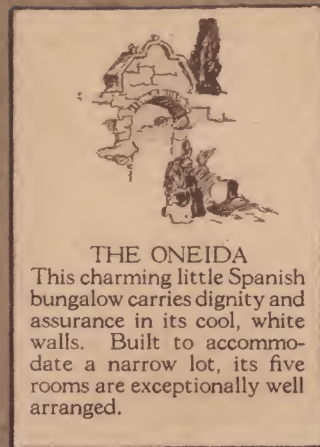 THE ONEIDA
This charming little Spanish
bungalow carries dignity and
assurance in its cool, white
walls. Built to accommo-
date a narrow lot, its five
rooms are exceptionally well
arranged.